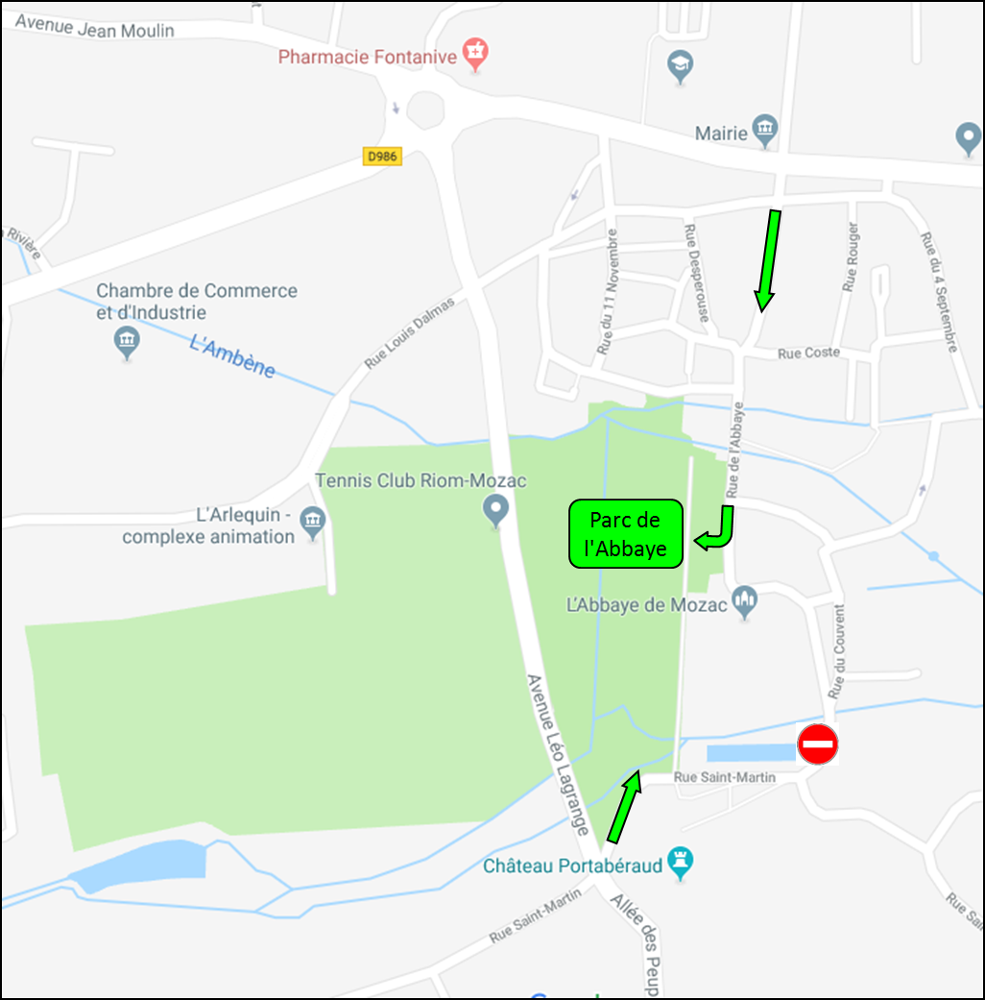 Avenue Jean Moulin
Pharmacie Fontanive
Mairie
D986
Rivière
Chambre de Commerce
et d'Industrie
L'Ambène
Rue Louis Dalmas
Rue du 11 Novembre
Rue Desperouse
Rue Rouger
Rue du 4 Septembre
Rue Coste
Rue de l'Abbaye
Tennis Club Riom-Mozac
L'Arlequin -
complexe animation
Parc de
l'Abbaye
L'Abbaye de Mozac
Rue du Couvent
Avenue Léo Lagrange
Rue Saint-Martin
Château Portabéraud
Rue Saint-Martin
Allée des Peup
Rue Sai